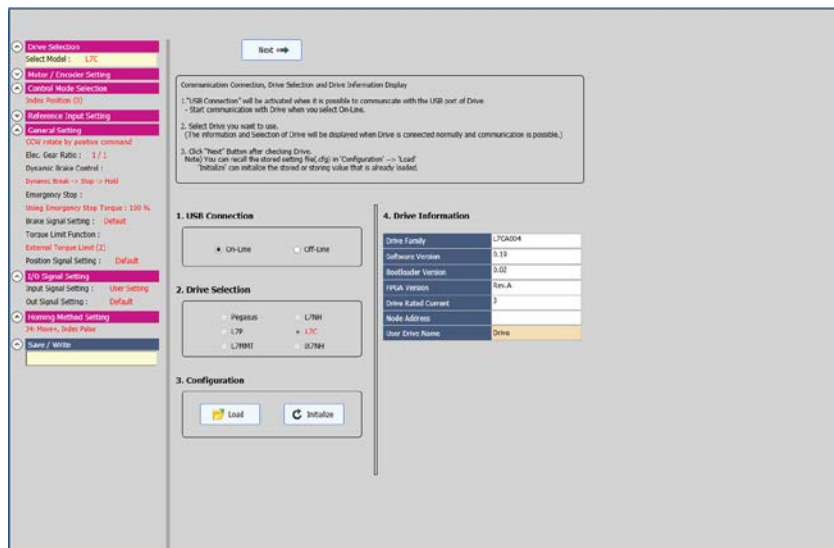 Drive Selection
Select Model : L7C
Motor / Encoder Setting
Control Mode Selection
Index Position (0)
Reference Input Setting
General Setting
CCW rotate by positive command
Elec. Gear Ratio : 1 / 1
Dynamic Brake Control :
Dynamic Break -> Stop -> Hold
Emergency Stop :
Using Emergency Stop Torque : 100 %
Brake Signal Setting : Default
Torque Limit Function :
External Torque Limit (2)
Position Signal Setting : Default
I/O Signal Setting
Input Signal Setting : User Setting
Out Signal Setting : Default
Homing Method Setting
34: Move+, Index Pulse
Save / Write
Next
Communication Connection, Drive Selection and Drive Information Display
1."USB Connection" will be activated when it is possible to communicate with the USB port of Drive.
- Start communication with Drive when you select On-Line.
2. Select Drive you want to use.
(The information and Selection of Drive will be displayed when Drive is connected normally and communication is possible.)
3. Click "Next" Button after checking Drive.
Note) You can recall the stored setting file(.cfg) in 'Configuration' --> 'Load'
'Initialize' can initialize the stored or storing value that is already loaded.
1. USB Connection
On-Line Off-Line
2. Drive Selection
Pegasus L7NH
L7P L7C
3. Configuration
Load Initialize
4. Drive Information
Drive Family L7CA004
Software Version 0.19
Bootloader Version 0.02
FPGA Version Rev.A
Drive Rated Current 3
Node Address
User Drive Name Drive